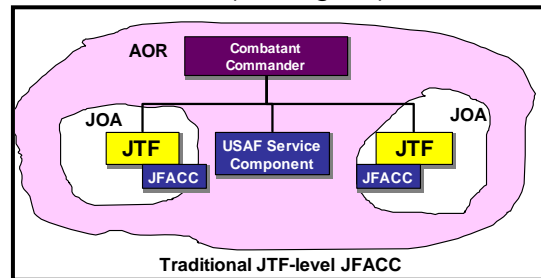 AOR
Combatant
Commander
JOA
JOA
JTF
USAF Service
Component
JTF
JFACC
JFACC
Traditional JTF-level JFACC